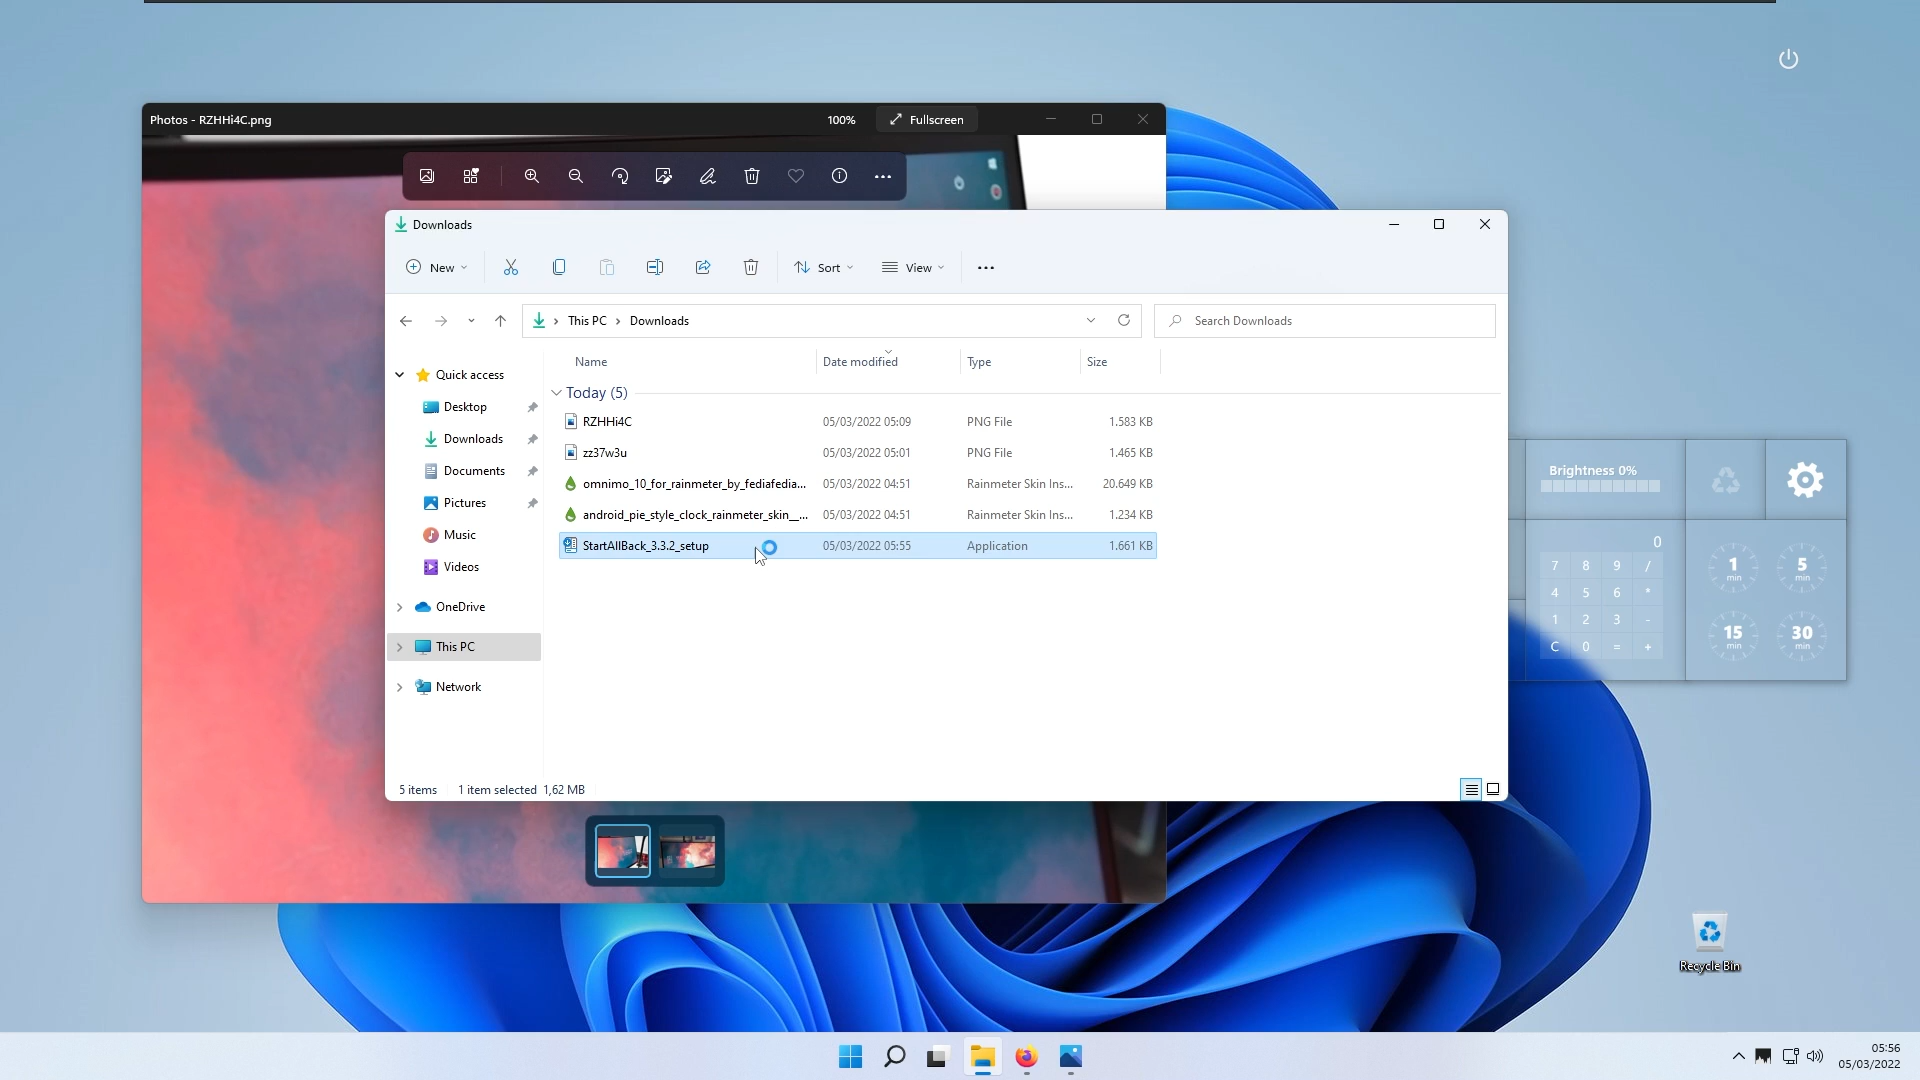 Photos - RZHHi4C.png
100%
Fullscreen
Downloads
New
Sort
View
This PC
Downloads
Search Downloads
Name
Date modified
Type
Size
Quick access
Desktop
Downloads
Documents
Pictures
Music
Videos
OneDrive
This PC
Network
Today (5)
RZHHi4C 05/03/2022 05:09 PNG File 1.583 KB
zz37w3u 05/03/2022 05:01 PNG File 1.465 KB
omnimo_10_for_rainmeter_by_fediafedia... 05/03/2022 04:51 Rainmeter Skin Ins... 20.649 KB
android_pie_style_clock_rainmeter_skin__... 05/03/2022 04:51 Rainmeter Skin Ins... 1.234 KB
StartAllBack_3.3.2_setup 05/03/2022 05:55 Application 1.661 KB
5 items 1 item selected 1,62 MB
Brightness 0%
0
7 8 9 /
4 5 6 *
1 2 3 -
C 0 = +
1 min
5 min
15 min
30 min
Recycle Bin
05:56
05/03/2022